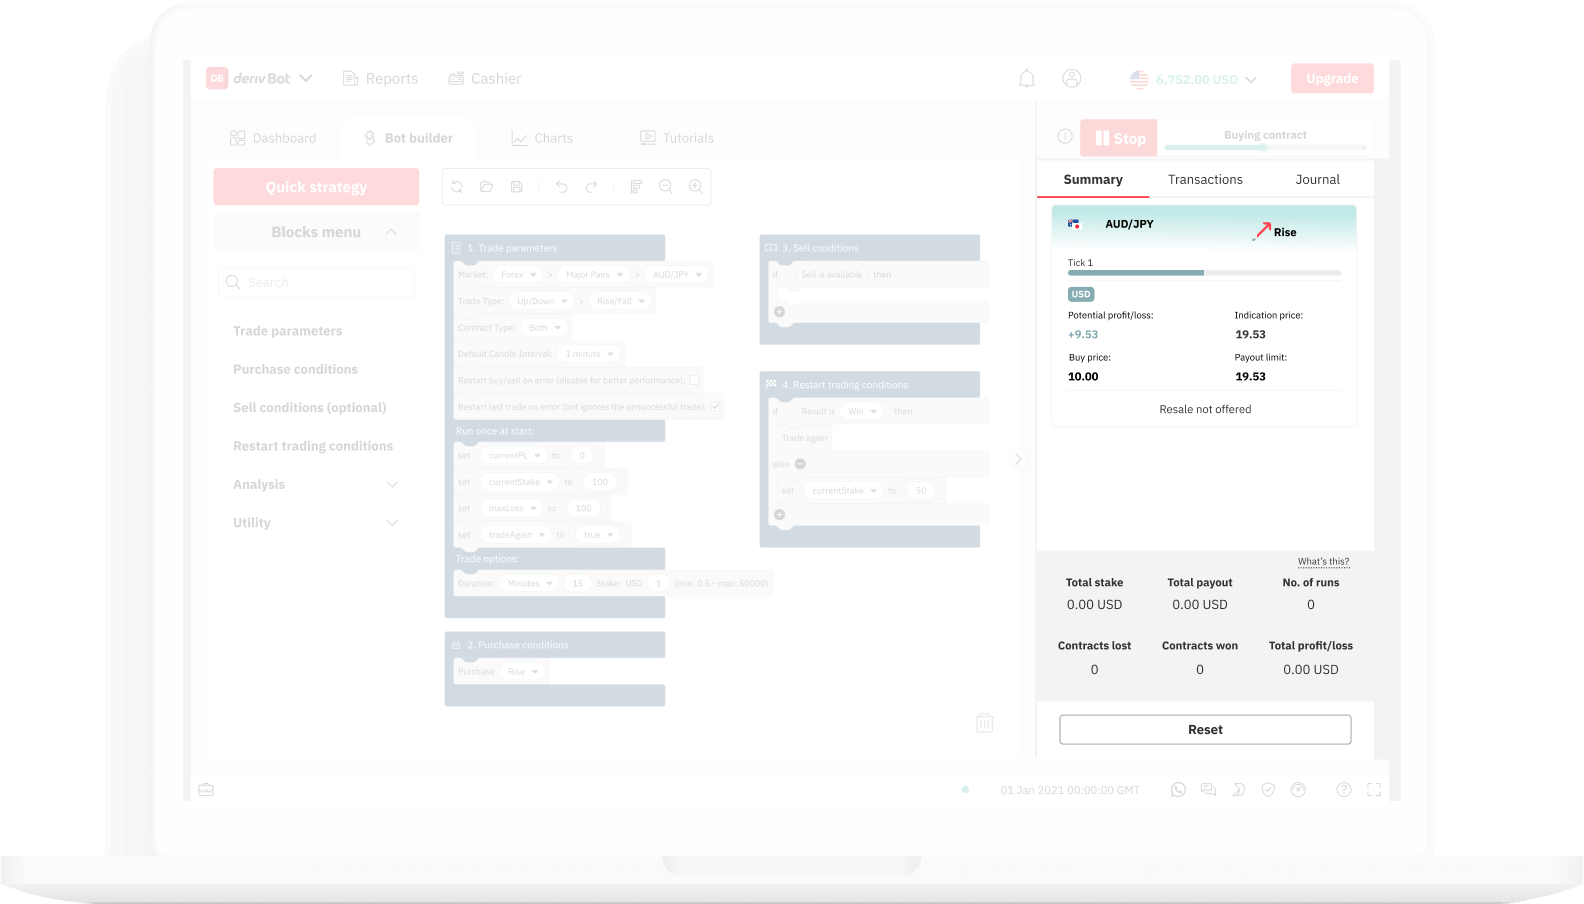 DB deriv Bot Reports Cashier 6,752.00 USD Upgrade
Dashboard Bot builder Charts Tutorials
Stop Buying contract
Quick strategy
Blocks menu
Search
Trade parameters
Purchase conditions
Sell conditions (optional)
Restart trading conditions
Analysis
Utility
1. Trade parameters
Market: Forex > Major Pairs > AUD/JPY
Trade Type: Up/Down > Rise/Fall
Contract Type: Both
Default Candle Interval: 1 minute
Restart buy/sell on error (disable for better performance):
Restart last trade on error (bot ignores the unsuccessful trade):
Run once at start:
set currentPL to 0
set currentStake to 100
set maxLoss to 100
set tradeAgain to true
Trade options:
Duration: Minutes 15 Stake: USD 1 (min: 0.5 - max: 50000)
2. Purchase conditions
Purchase Rise
3. Sell conditions
if Sell is available then
4. Restart trading conditions
if Result is Win then
Trade again
else
set currentStake to 50
Summary Transactions Journal
AUD/JPY Rise
Tick 1
USD
Potential profit/loss: Indication price:
+9.53 19.53
Buy price: Payout limit:
10.00 19.53
Resale not offered
What's this?
Total stake Total payout No. of runs
0.00 USD 0.00 USD 0
Contracts lost Contracts won Total profit/loss
0 0 0.00 USD
Reset
01 Jan 2021 00:00:00 GMT